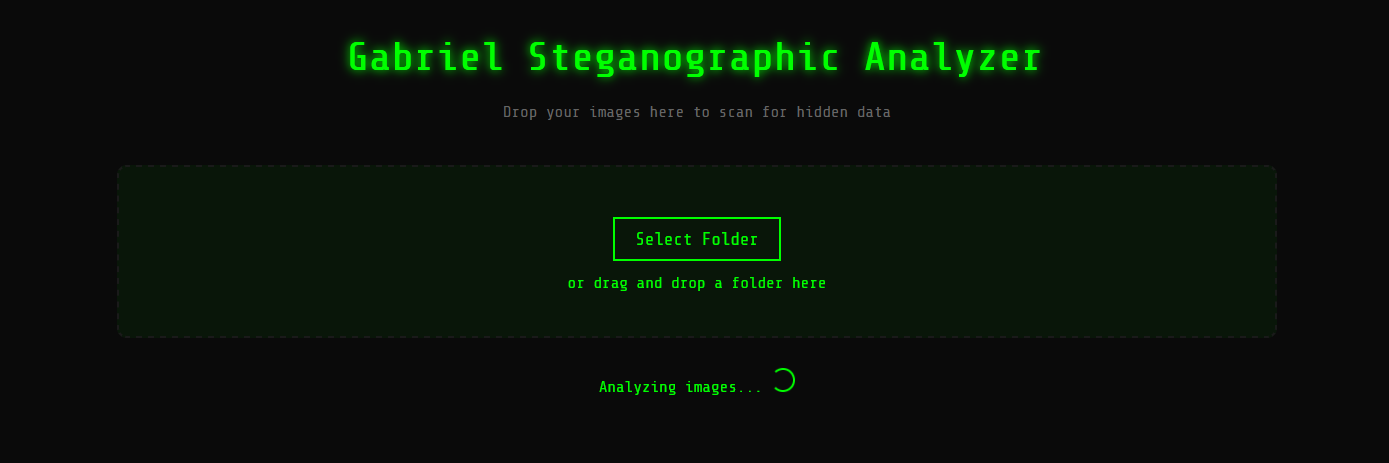 Gabriel Steganographic Analyzer
Drop your images here to scan for hidden data
Select Folder
or drag and drop a folder here
Analyzing images...